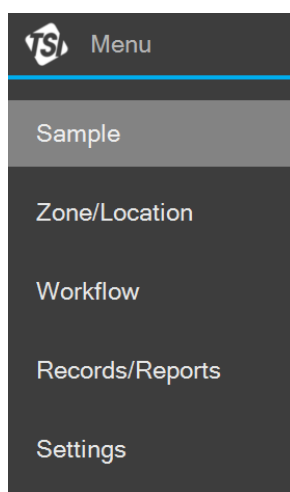 TSI Menu
Sample
Zone/Location
Workflow
Records/Reports
Settings